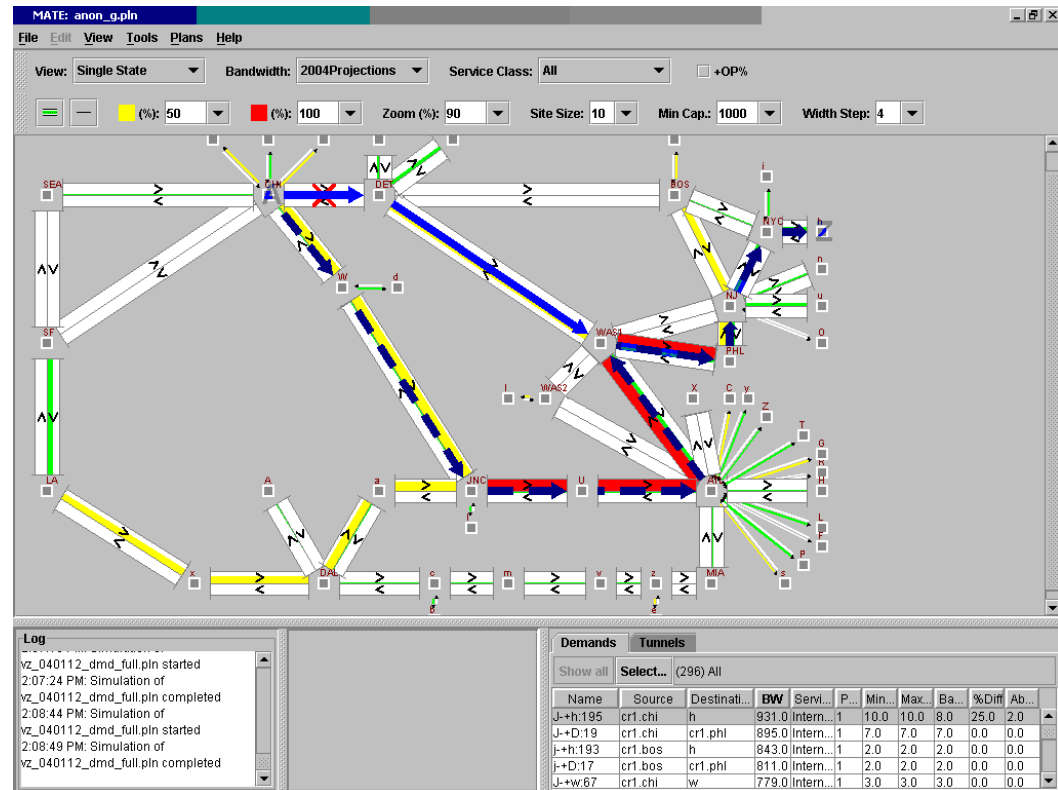 MATE: anon_g.pln
File Edit View Tools Plans Help
View: Single State Bandwidth: 2004Projections Service Class: All +OP%
(%): 50 (%): 100 Zoom (%): 90 Site Size: 10 Min Cap.: 1000 Width Step: 4
i
SEA DET BOS
NYC h
W d n
NJ u
SF WAS1 O
PHL
l WAS2 X C y
Z
T
G
LA A a JNC U H
L
F
P
x DAL c m v z MIA s
e
Log
vz_040112_dmd_full.pln started
2:07:24 PM: Simulation of
vz_040112_dmd_full.pln completed
2:08:44 PM: Simulation of
vz_040112_dmd_full.pln started
2:08:49 PM: Simulation of
vz_040112_dmd_full.pln completed
Demands Tunnels
Show all Select... (296) All
Name Source Destinati... BW Servi... P... Min... Max... Ba... %Diff Ab...
J-+h:195 cr1.chi h 931.0 Intern... 1 10.0 10.0 8.0 25.0 2.0
J-+D:19 cr1.chi cr1.phl 895.0 Intern... 1 7.0 7.0 7.0 0.0 0.0
j-+h:193 cr1.bos h 843.0 Intern... 1 2.0 2.0 2.0 0.0 0.0
j-+D:17 cr1.bos cr1.phl 811.0 Intern... 1 2.0 2.0 2.0 0.0 0.0
J-+w:67 cr1.chi w 779.0 Intern... 1 3.0 3.0 3.0 0.0 0.0